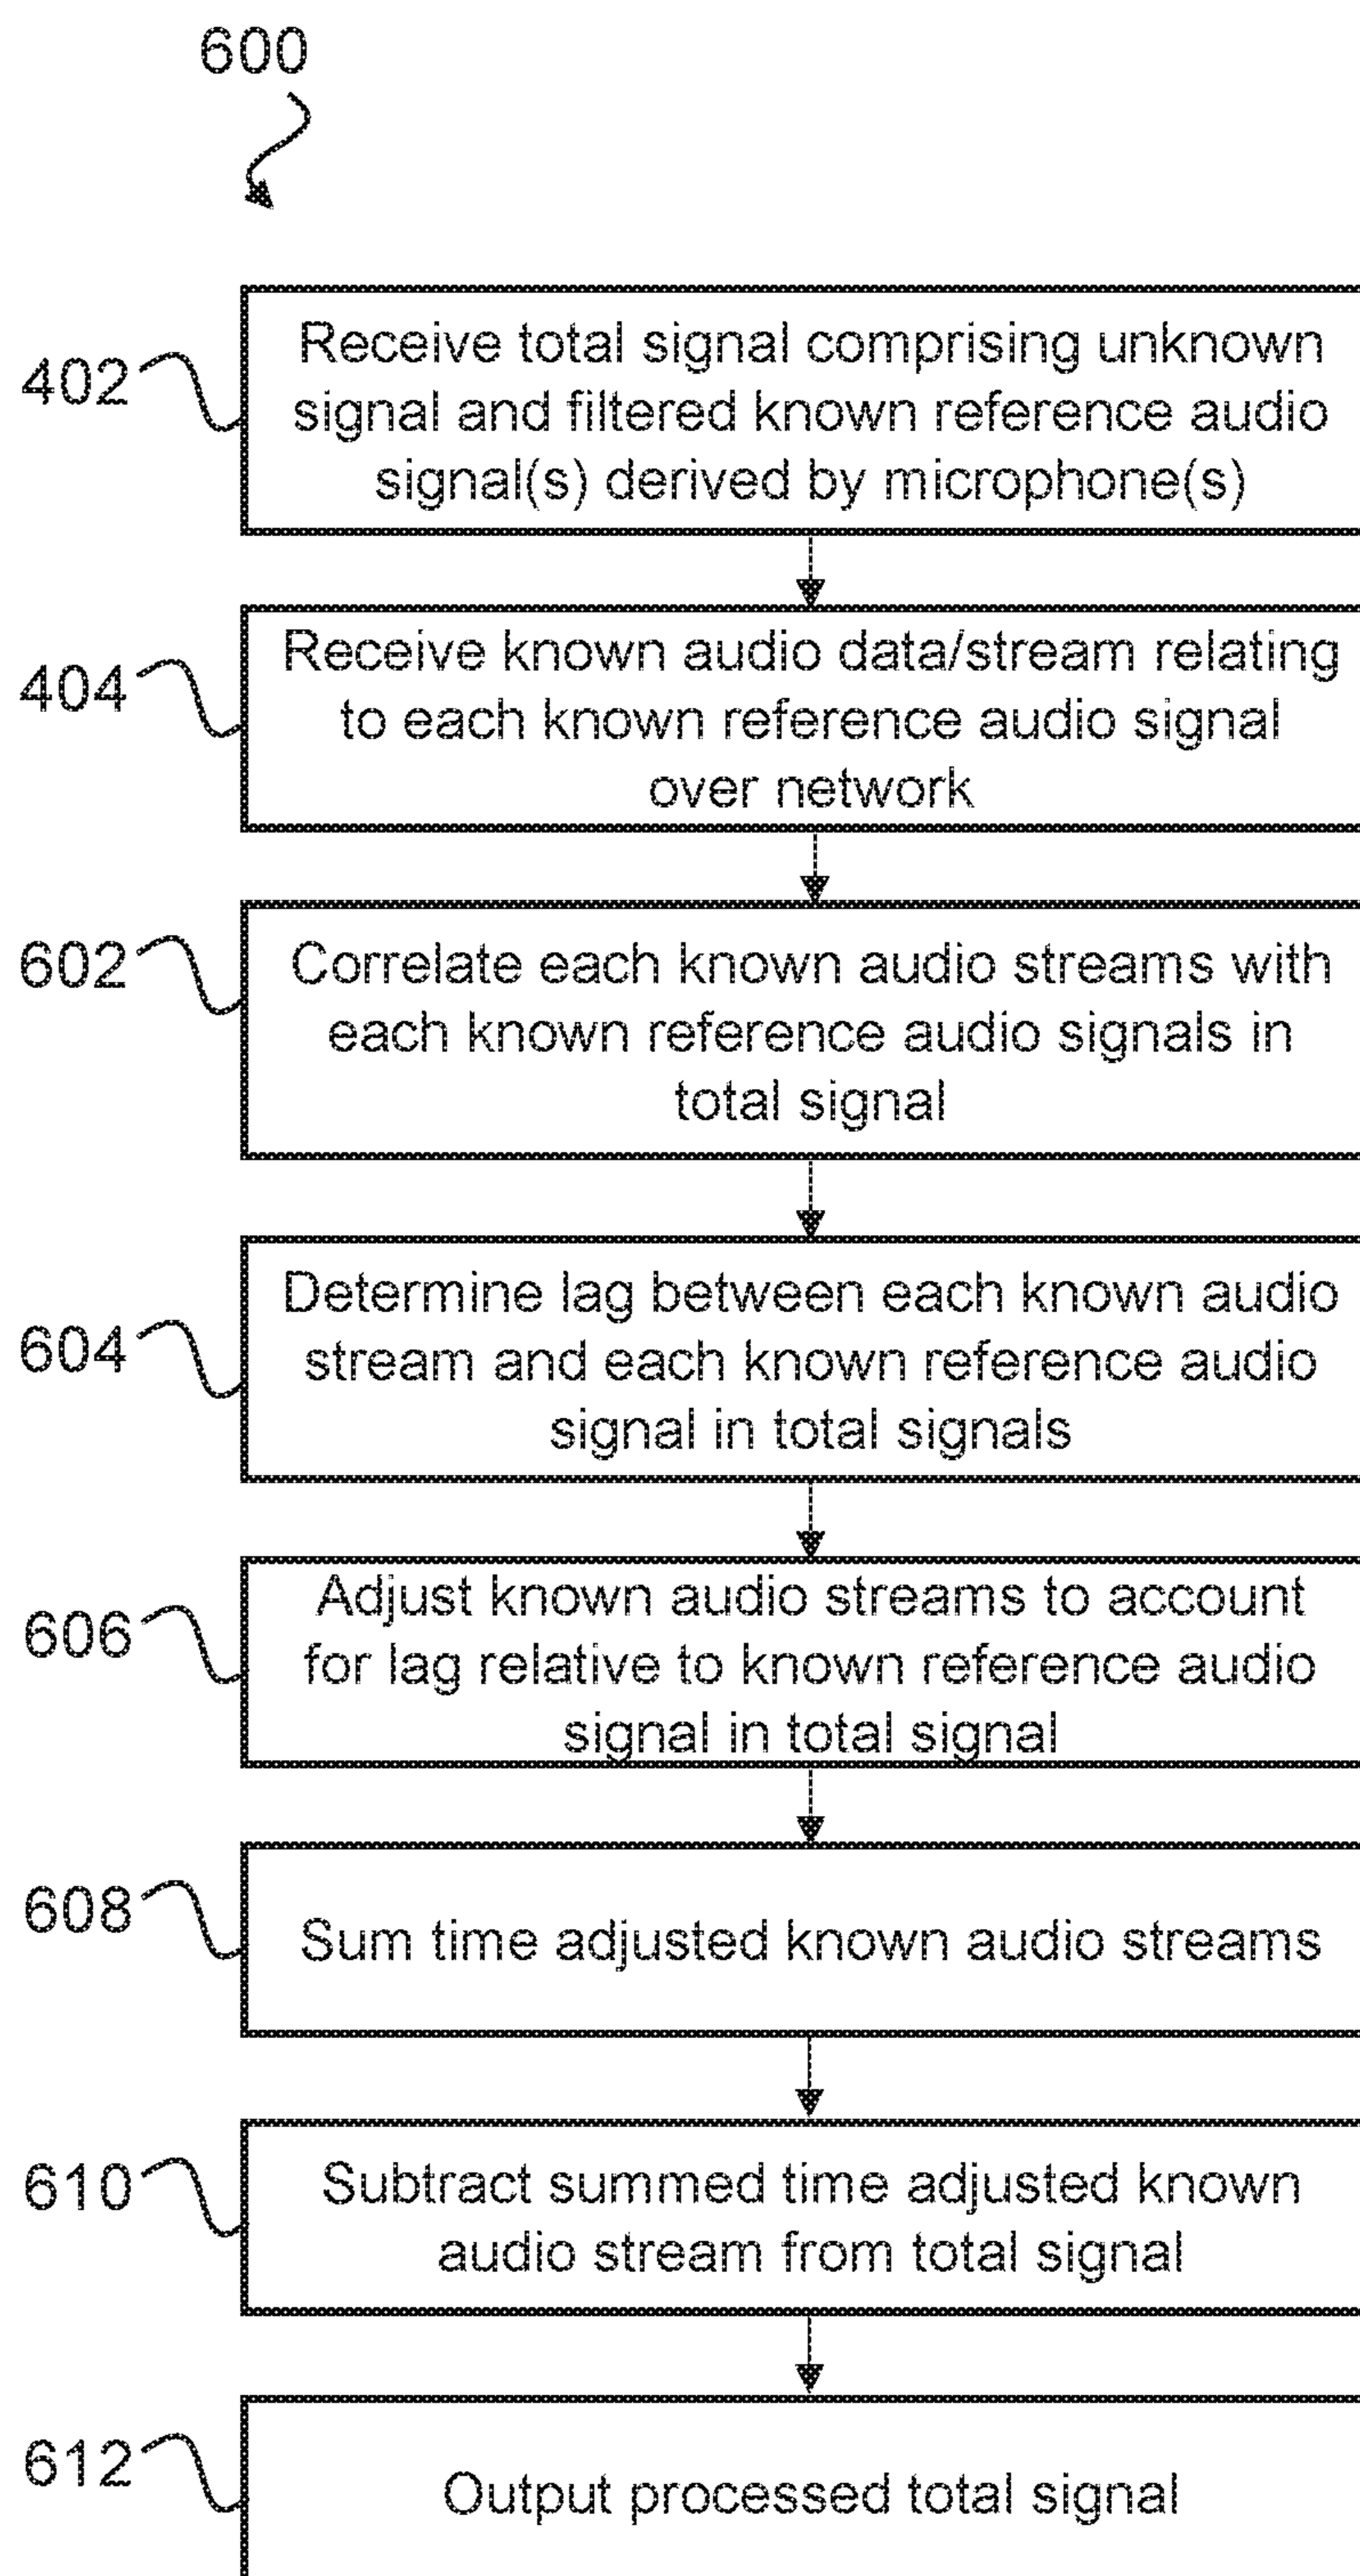 600
402
Receive total signal comprising unknown
signal and filtered known reference audio
signal(s) derived by microphone(s)
404
Receive known audio data/stream relating
to each known reference audio signal
over network
602
Correlate each known audio streams with
each known reference audio signals in
total signal
604
Determine lag between each known audio
stream and each known reference audio
signal in total signals
606
Adjust known audio streams to account
for lag relative to known reference audio
signal in total signal
608
Sum time adjusted known audio streams
610
Subtract summed time adjusted known
audio stream from total signal
612
Output processed total signal